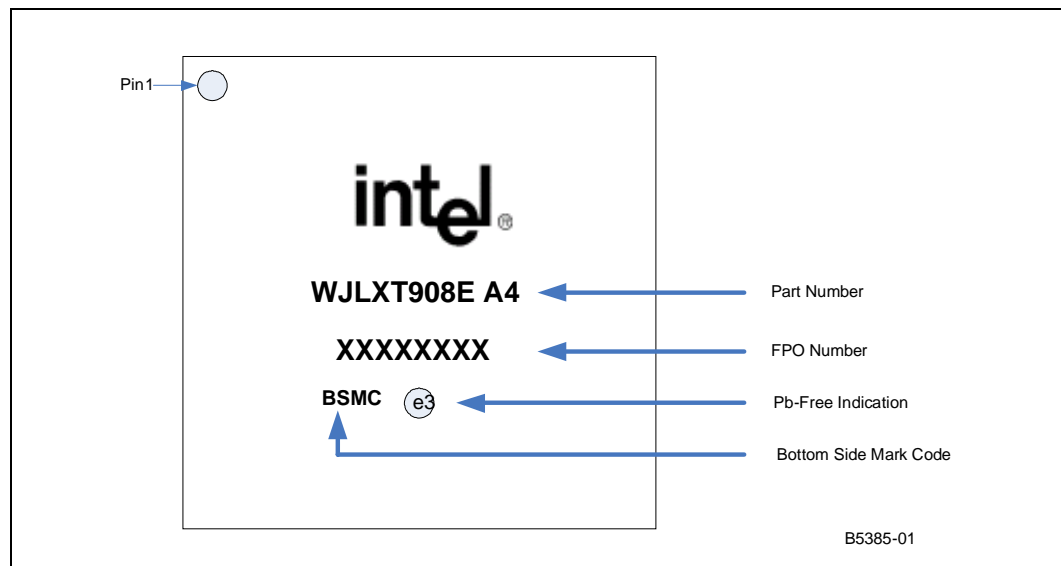 Pin1
intel®
WJLXT908E A4
Part Number
XXXXXXXX
FPO Number
BSMC
e3
Pb-Free Indication
Bottom Side Mark Code
B5385-01